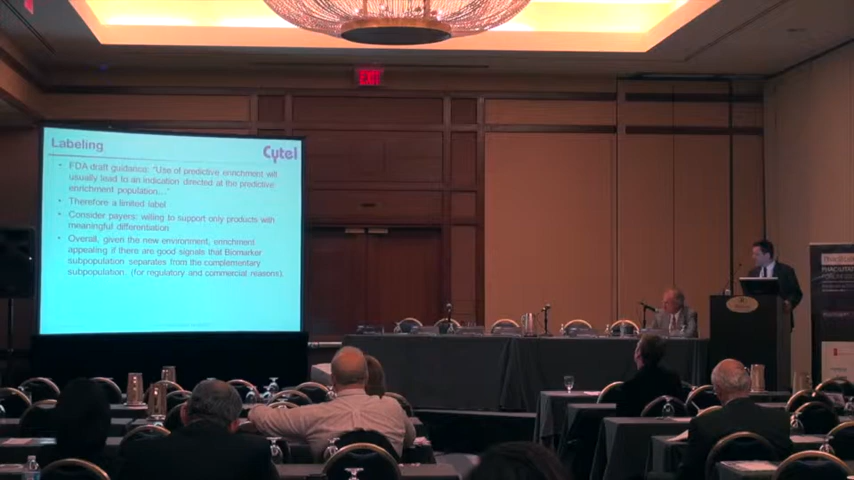 EXIT
Labeling
Cytel
• FDA draft guidance: "Use of predictive enrichment will
usually lead to an indication directed at the predictive
enrichment population…"
• Therefore a limited label
• Consider payers: willing to support only products with
meaningful differentiation
• Overall, given the new environment, enrichment
appealing if there are good signals that Biomarker
subpopulation separates from the complementary
subpopulation. (for regulatory and commercial reasons).